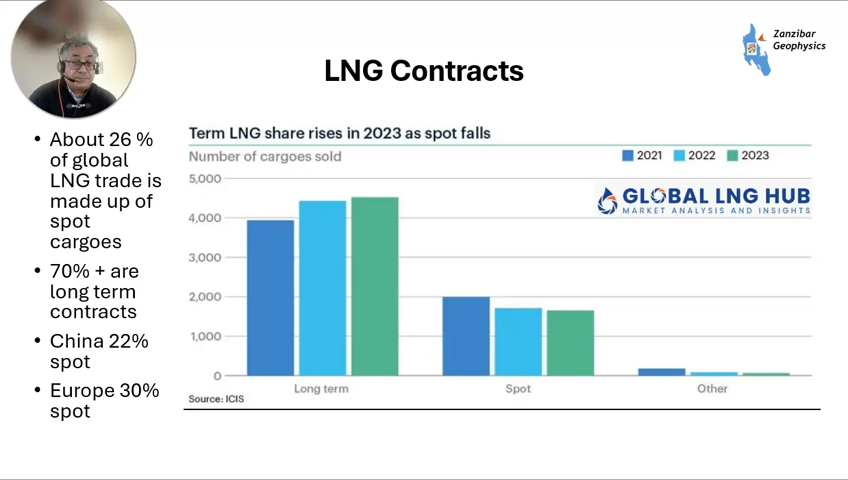 Zanzibar
Geophysics
LNG Contracts
• About 26 %
of global
LNG trade is
made up of
spot
cargoes
• 70% + are
long term
contracts
• China 22%
spot
• Europe 30%
spot
Term LNG share rises in 2023 as spot falls
Number of cargoes sold
2021 2022 2023
GLOBAL LNG HUB
MARKET ANALYSIS AND INSIGHTS
5,000
4,000
3,000
2,000
1,000
0
Long term Spot Other
Source: ICIS